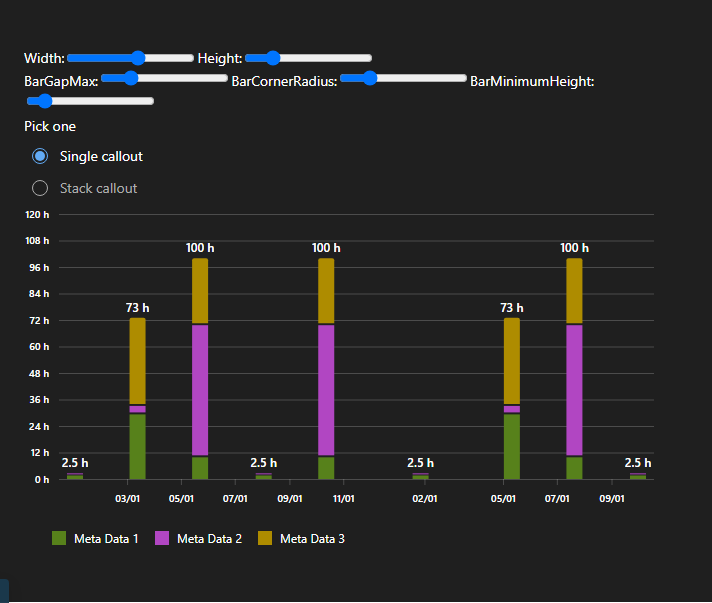 Width: Height:
BarGapMax: BarCornerRadius: BarMinimumHeight:
Pick one
Single callout
Stack callout
120 h
108 h
100 h 100 h 100 h
96 h
84 h
73 h 73 h
72 h
60 h
48 h
36 h
24 h
12 h
2.5 h 2.5 h 2.5 h 2.5 h
0 h
03/01 05/01 07/01 09/01 11/01 02/01 05/01 07/01 09/01
Meta Data 1 Meta Data 2 Meta Data 3